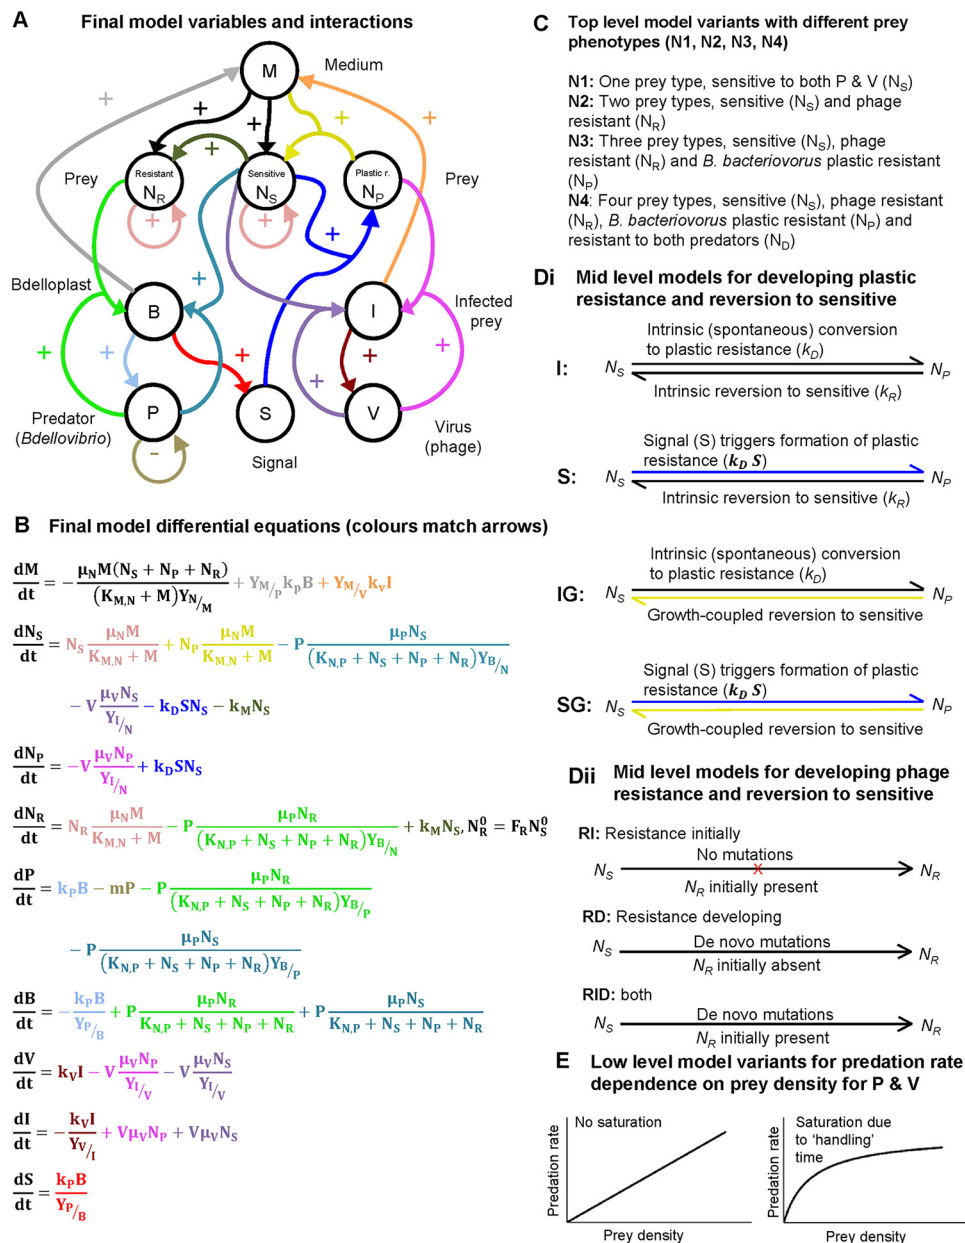 A Final model variables and interactions
M Medium
+
+
+
+
+
Prey
Resistant
N_R
Sensitive
N_S
Plastic r.
N_P
Prey
+
+
+
+
Bdelloplast
B
I
Infected
prey
+
+
+
+
+
+
Predator
(Bdellovibrio)
P
S
V
Virus
(phage)
-
Signal
B Final model differential equations (colours match arrows)
dM/dt = − μ_N M(N_S + N_P + N_R)/((K_M,N + M)Y_N/M) + Y_M/p k_p B + Y_M/V k_v I
dN_S/dt = N_S μ_N M/(K_M,N + M) + N_P μ_N M/(K_M,N + M) − P μ_P N_S/((K_N,P + N_S + N_P + N_R)Y_B/N)
− V μ_V N_S/Y_I/N − k_D SN_S − k_M N_S
dN_P/dt = −V μ_V N_P/Y_I/N + k_D SN_S
dN_R/dt = N_R μ_N M/(K_M,N + M) − P μ_P N_R/((K_N,P + N_S + N_P + N_R)Y_B/N) + k_M N_S, N_R^0 = F_R N_S^0
dP/dt = k_P B − mP − P μ_P N_R/((K_N,P + N_S + N_P + N_R)Y_B/P)
− P μ_P N_S/((K_N,P + N_S + N_P + N_R)Y_B/P)
dB/dt = − k_P B/Y_P/B + P μ_P N_R/(K_N,P + N_S + N_P + N_R) + P μ_P N_S/(K_N,P + N_S + N_P + N_R)
dV/dt = k_V I − V μ_V N_P/Y_I/V − V μ_V N_S/Y_I/V
dI/dt = − k_V I/Y_V/I + Vμ_V N_P + Vμ_V N_S
dS/dt = k_P B/Y_P/B
C Top level model variants with different prey
phenotypes (N1, N2, N3, N4)
N1: One prey type, sensitive to both P & V (N_S)
N2: Two prey types, sensitive (N_S) and phage
resistant (N_R)
N3: Three prey types, sensitive (N_S), phage
resistant (N_R) and B. bacteriovorus plastic resistant
(N_P)
N4: Four prey types, sensitive (N_S), phage resistant
(N_R), B. bacteriovorus plastic resistant (N_P) and
resistant to both predators (N_D)
Di Mid level models for developing plastic
resistance and reversion to sensitive
Intrinsic (spontaneous) conversion
to plastic resistance (k_D)
I: N_S N_P
Intrinsic reversion to sensitive (k_R)
Signal (S) triggers formation of plastic
resistance (k_D S)
S: N_S N_P
Intrinsic reversion to sensitive (k_R)
Intrinsic (spontaneous) conversion
to plastic resistance (k_D)
IG: N_S N_P
Growth-coupled reversion to sensitive
Signal (S) triggers formation of plastic
resistance (k_D S)
SG: N_S N_P
Growth-coupled reversion to sensitive
Dii Mid level models for developing phage
resistance and reversion to sensitive
RI: Resistance initially
No mutations
N_S x N_R
N_R initially present
RD: Resistance developing
De novo mutations
N_S N_R
N_R initially absent
RID: both
De novo mutations
N_S N_R
N_R initially present
E Low level model variants for predation rate
dependence on prey density for P & V
Predation rate
No saturation
Prey density
Predation rate
Saturation due
to 'handling'
time
Prey density